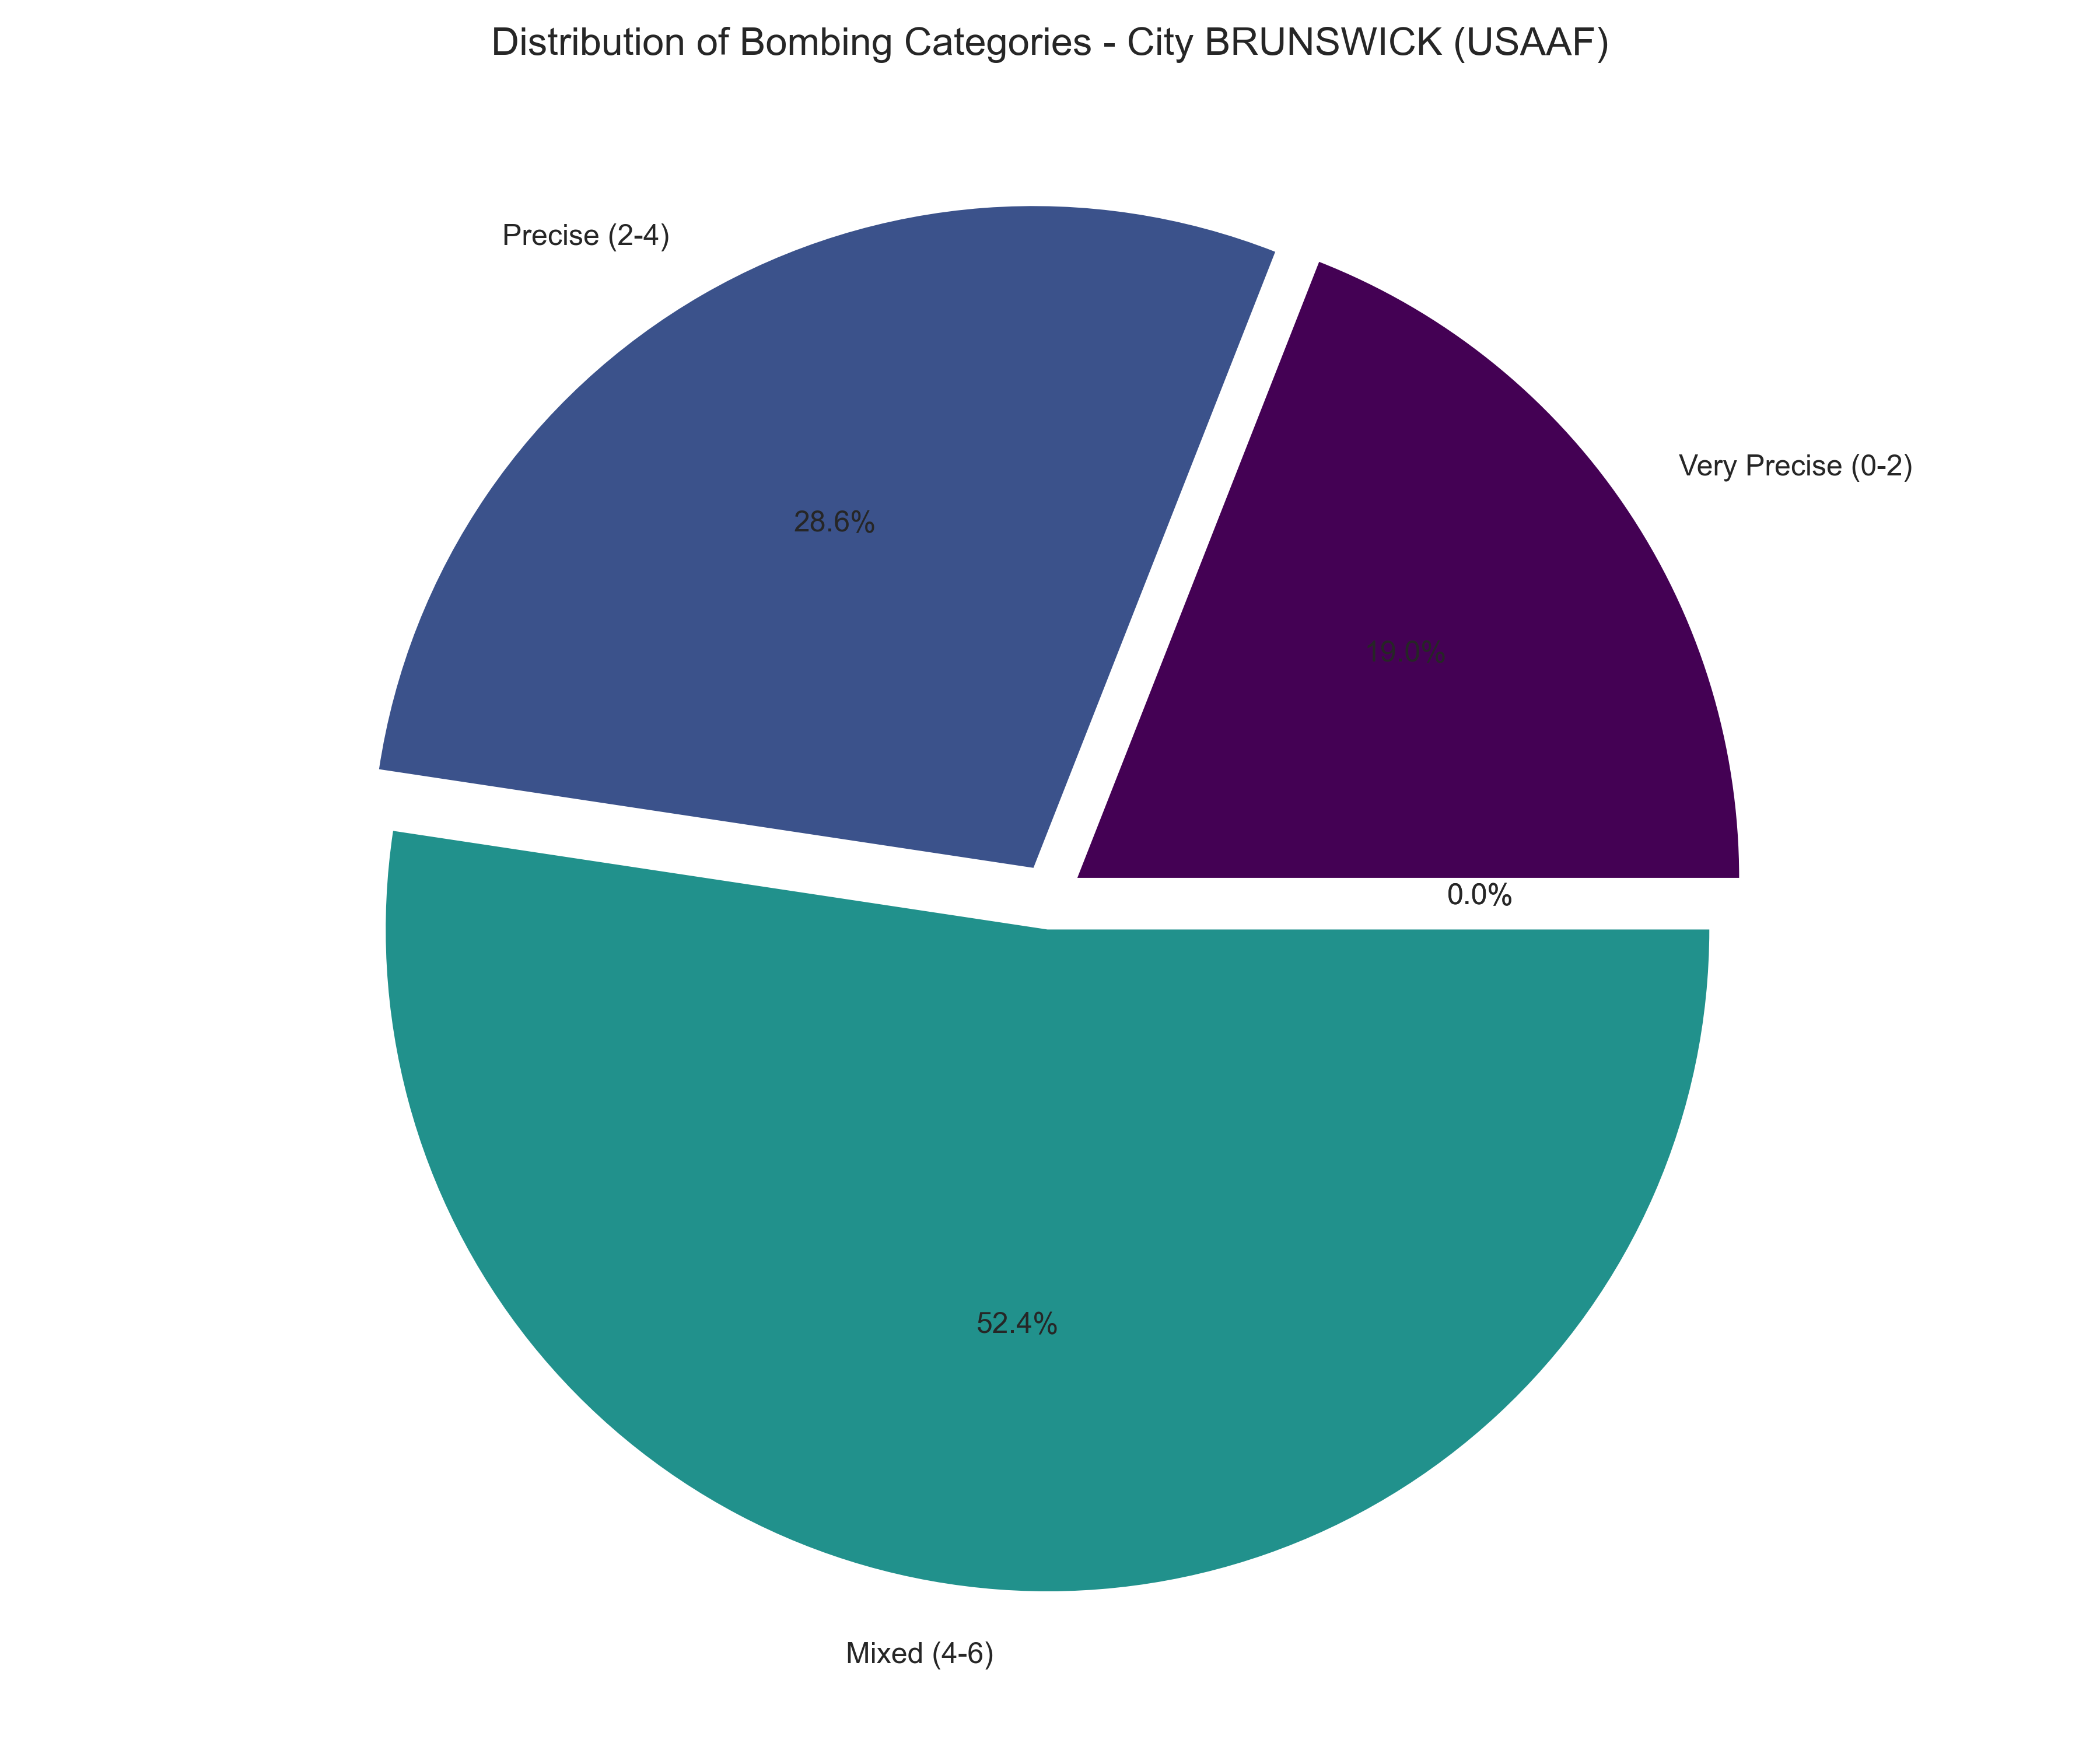 Distribution of Bombing Categories - City BRUNSWICK (USAAF)
Precise (2-4)
Very Precise (0-2)
28.6%
19.0%
0.0%
52.4%
Mixed (4-6)